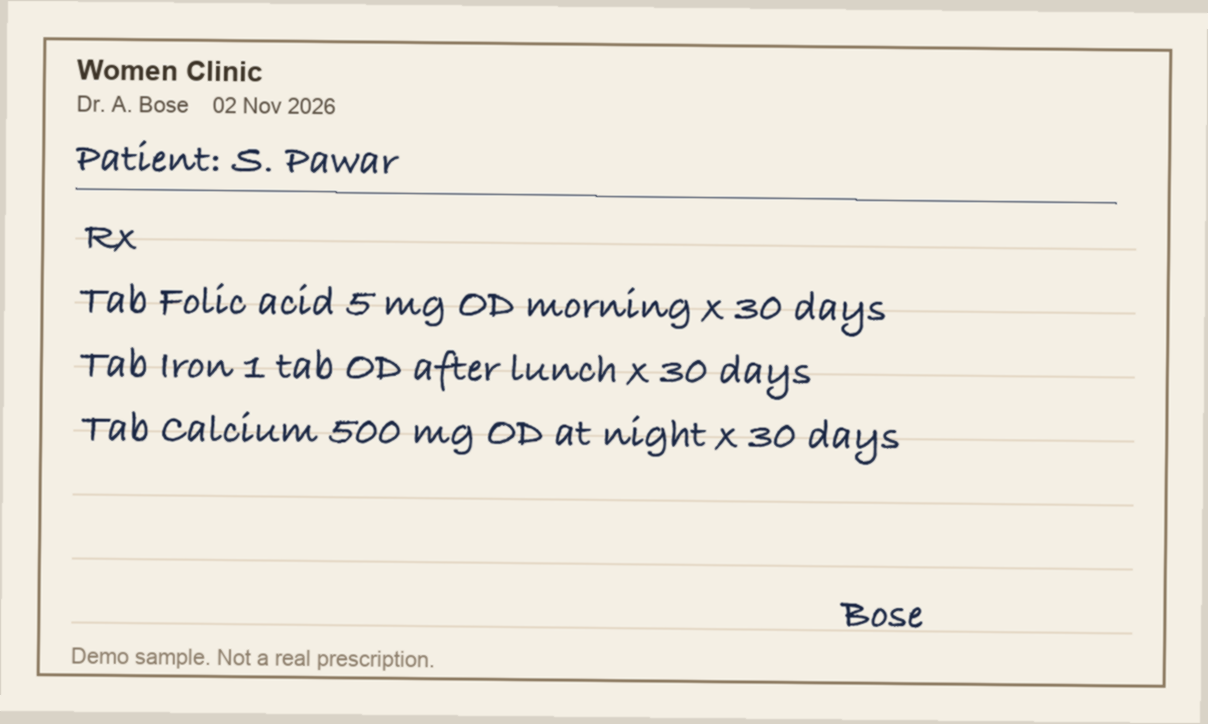 Women Clinic
Dr. A. Bose 02 Nov 2026
Patient: S. Pawar
Rx
Tab Folic acid 5 mg OD morning x 30 days
Tab Iron 1 tab OD after lunch x 30 days
Tab Calcium 500 mg OD at night x 30 days
Bose
Demo sample. Not a real prescription.